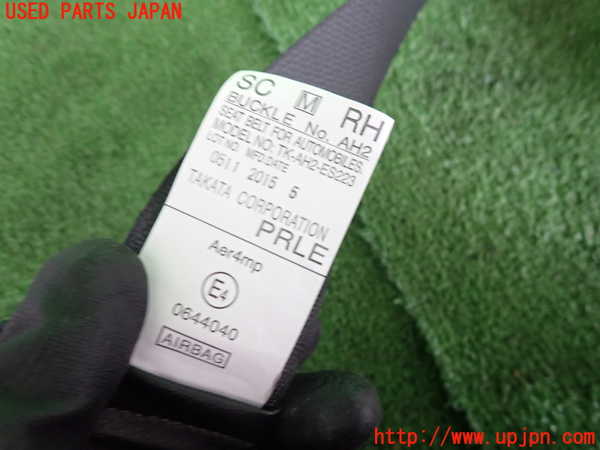 USED PARTS JAPAN
SC M RH
BUCKLE No. AH2
SEAT BELT FOR AUTOMOBILES.
MODEL NO: TK-AH2-ES223
LOT NO. MFD.DATE
0511 2015 5
TAKATA CORPORATION
PRLE
Aer4mp
E4
0644040
AIRBAG
http://www.upjpn.com/